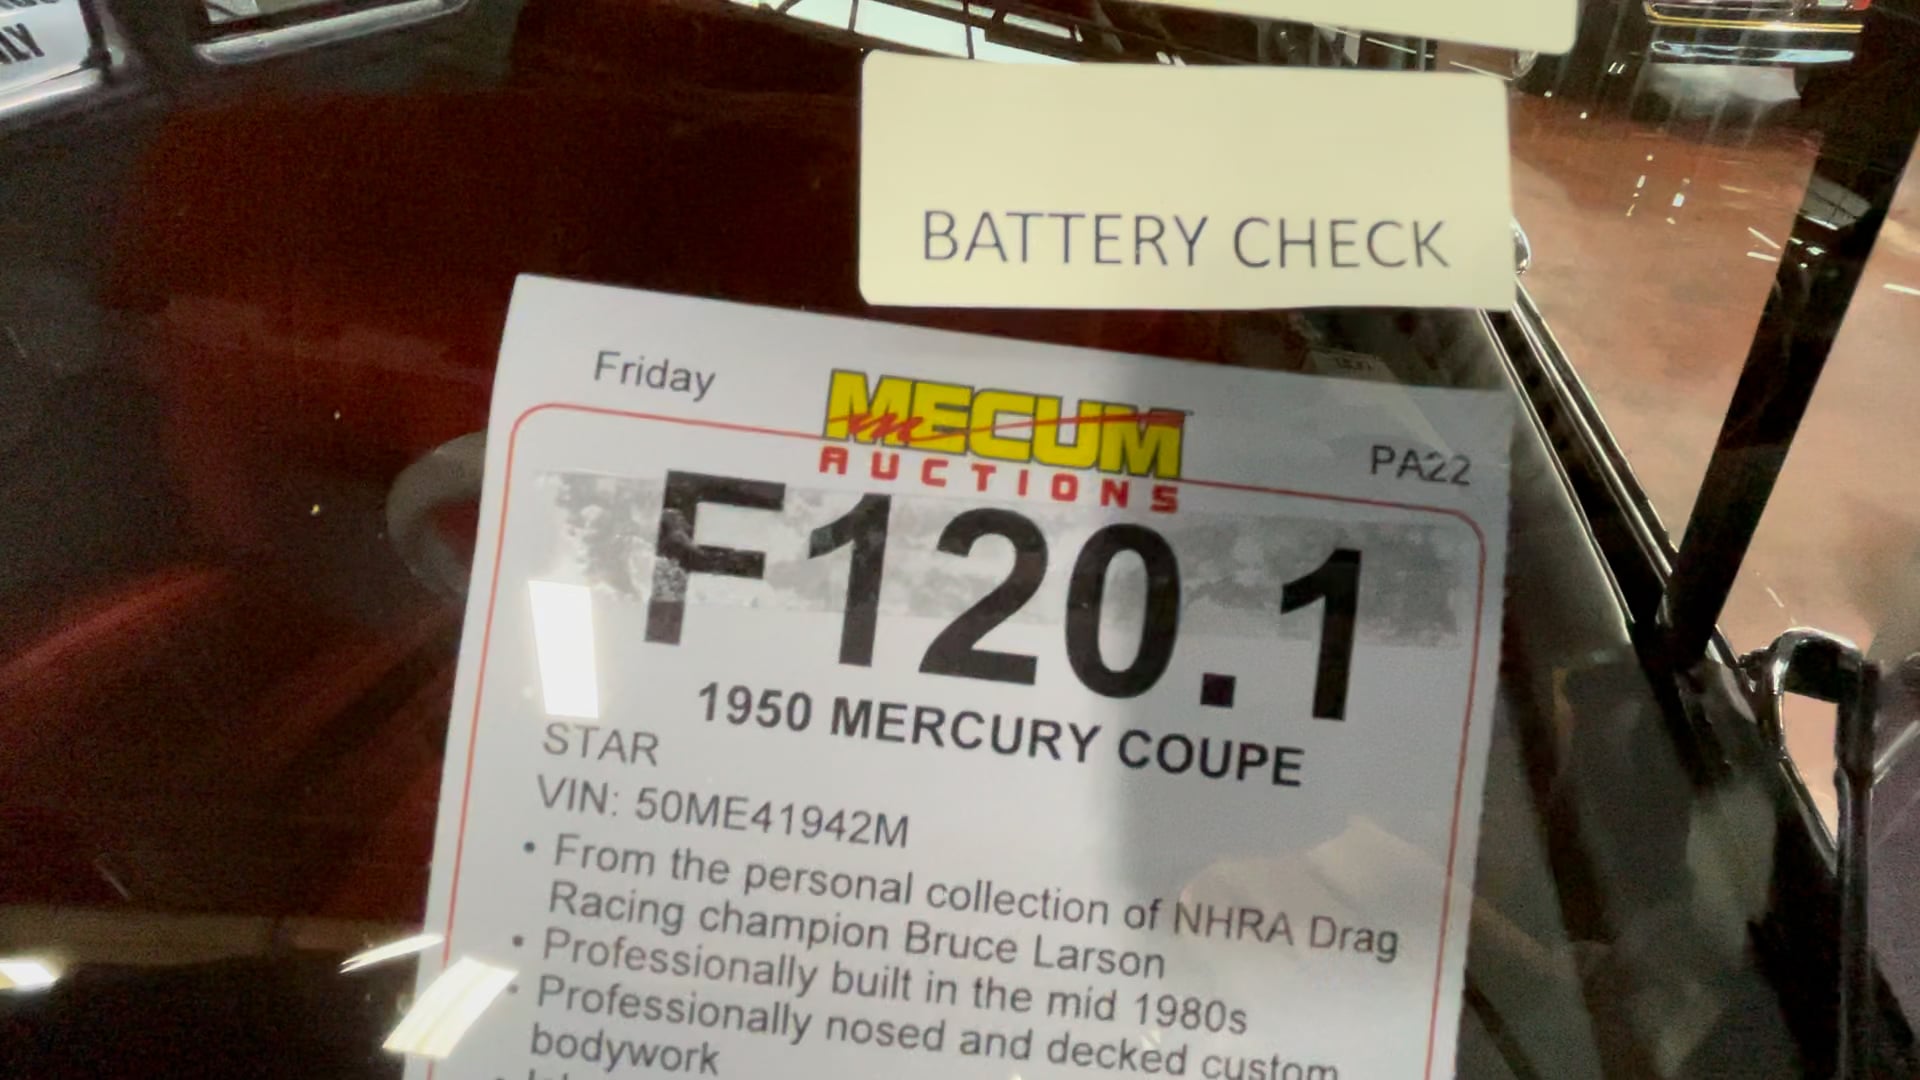 BATTERY CHECK
Friday
MECUM
AUCTIONS
PA22
F120.1
1950 MERCURY COUPE
STAR
VIN: 50ME41942M
• From the personal collection of NHRA Drag
Racing champion Bruce Larson
• Professionally built in the mid 1980s
• Professionally nosed and decked custom
bodywork